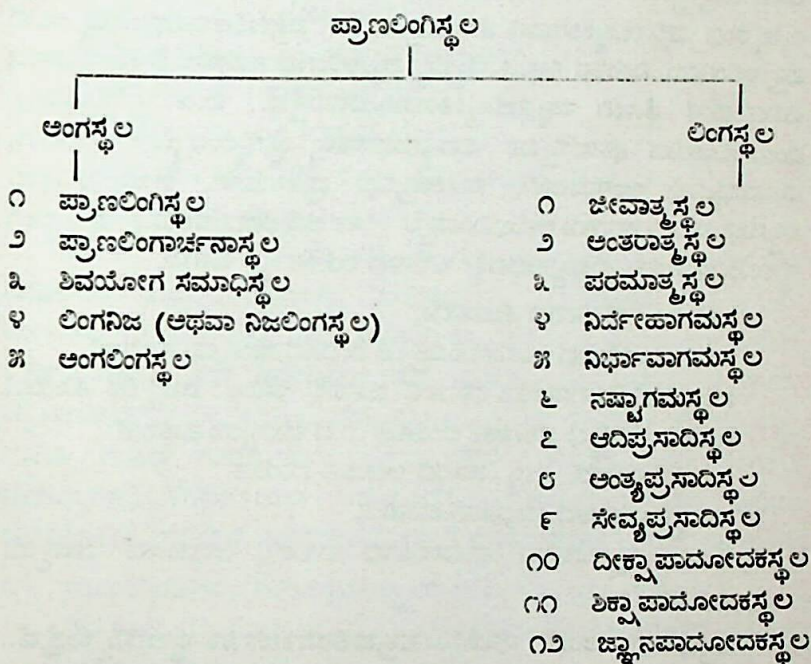 ಪ್ರಾಣಲಿಂಗಿಸ್ಥಲ
ಅಂಗಸ್ಥಲ
೧ ಪ್ರಾಣಲಿಂಗಿಸ್ಥಲ
೨ ಪ್ರಾಣಲಿಂಗಾರ್ಚನಾಸ್ಥಲ
೩ ಶಿವಯೋಗ ಸಮಾಧಿಸ್ಥಲ
೪ ಲಿಂಗನಿಜ (ಅಥವಾ ನಿಜಲಿಂಗಸ್ಥಲ)
೫ ಅಂಗಲಿಂಗಸ್ಥಲ
ಲಿಂಗಸ್ಥಲ
೧ ಜೀವಾತ್ಮಸ್ಥಲ
೨ ಅಂತರಾತ್ಮಸ್ಥಲ
೩ ಪರಮಾತ್ಮಸ್ಥಲ
೪ ನಿರ್ದೇಹಾಗಮಸ್ಥಲ
೫ ನಿರ್ಭಾವಾಗಮಸ್ಥಲ
೬ ನಷ್ಟಾಗಮಸ್ಥಲ
೭ ಆದಿಪ್ರಸಾದಿಸ್ಥಲ
೮ ಅಂತ್ಯಪ್ರಸಾದಿಸ್ಥಲ
೯ ಸೇವ್ಯಪ್ರಸಾದಿಸ್ಥಲ
೧೦ ದೀಕ್ಷಾಪಾದೋದಕಸ್ಥಲ
೧೧ ಶಿಕ್ಷಾಪಾದೋದಕಸ್ಥಲ
೧೨ ಜ್ಞಾನಪಾದೋದಕಸ್ಥಲ